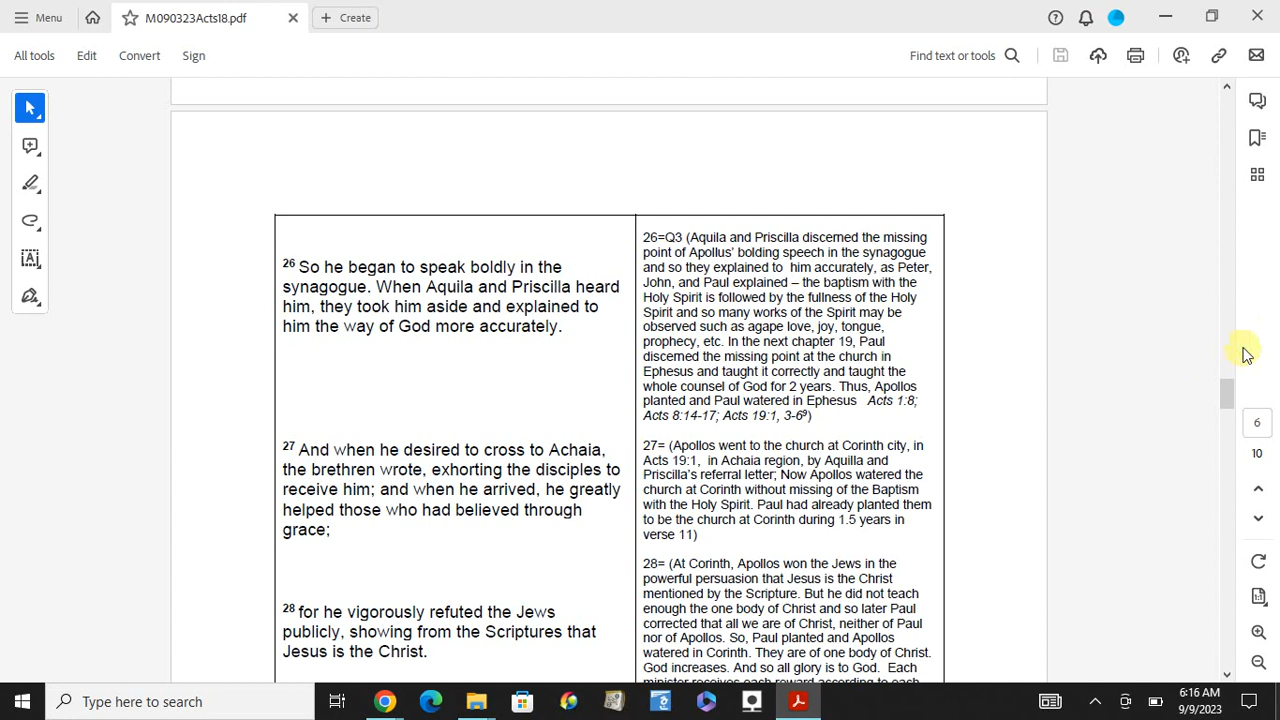 Menu
M090323Acts18.pdf
Create
All tools
Edit
Convert
Sign
Find text or tools
26 So he began to speak boldly in the
synagogue. When Aquila and Priscilla heard
him, they took him aside and explained to
him the way of God more accurately.
27 And when he desired to cross to Achaia,
the brethren wrote, exhorting the disciples to
receive him; and when he arrived, he greatly
helped those who had believed through
grace;
28 for he vigorously refuted the Jews
publicly, showing from the Scriptures that
Jesus is the Christ.
26=Q3 (Aquila and Priscilla discerned the missing
point of Apollus' bolding speech in the synagogue
and so they explained to  him accurately, as Peter,
John, and Paul explained – the baptism with the
Holy Spirit is followed by the fullness of the Holy
Spirit and so many works of the Spirit may be
observed such as agape love, joy, tongue,
prophecy, etc. In the next chapter 19, Paul
discerned the missing point at the church in
Ephesus and taught it correctly and taught the
whole counsel of God for 2 years. Thus, Apollos
planted and Paul watered in Ephesus   Acts 1:8;
Acts 8:14-17; Acts 19:1, 3-6⁹)
27= (Apollos went to the church at Corinth city, in
Acts 19:1,  in Achaia region, by Aquilla and
Priscilla's referral letter; Now Apollos watered the
church at Corinth without missing of the Baptism
with the Holy Spirit. Paul had already planted them
to be the church at Corinth during 1.5 years in
verse 11)
28= (At Corinth, Apollos won the Jews in the
powerful persuasion that Jesus is the Christ
mentioned by the Scripture. But he did not teach
enough the one body of Christ and so later Paul
corrected that all we are of Christ, neither of Paul
nor of Apollos. So, Paul planted and Apollos
watered in Corinth. They are of one body of Christ.
God increases. And so all glory is to God.  Each
minister receives each reward according to each
6
10
Type here to search
6:16 AM
9/9/2023